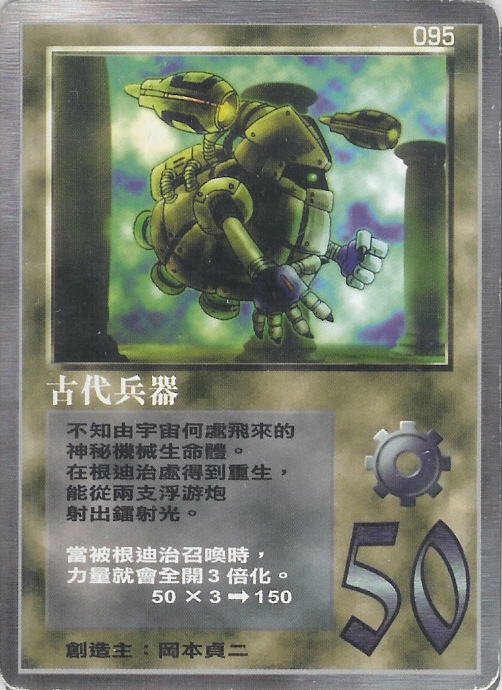 095
古代兵器
不知由宇宙何處飛來的
神秘機械生命體。
在根迪治處得到重生，
能從兩支浮游炮
射出鐳射光。
當被根迪治召喚時，
力量就會全開3倍化。
50 × 3 ➡ 150
50
創造主：岡本貞二